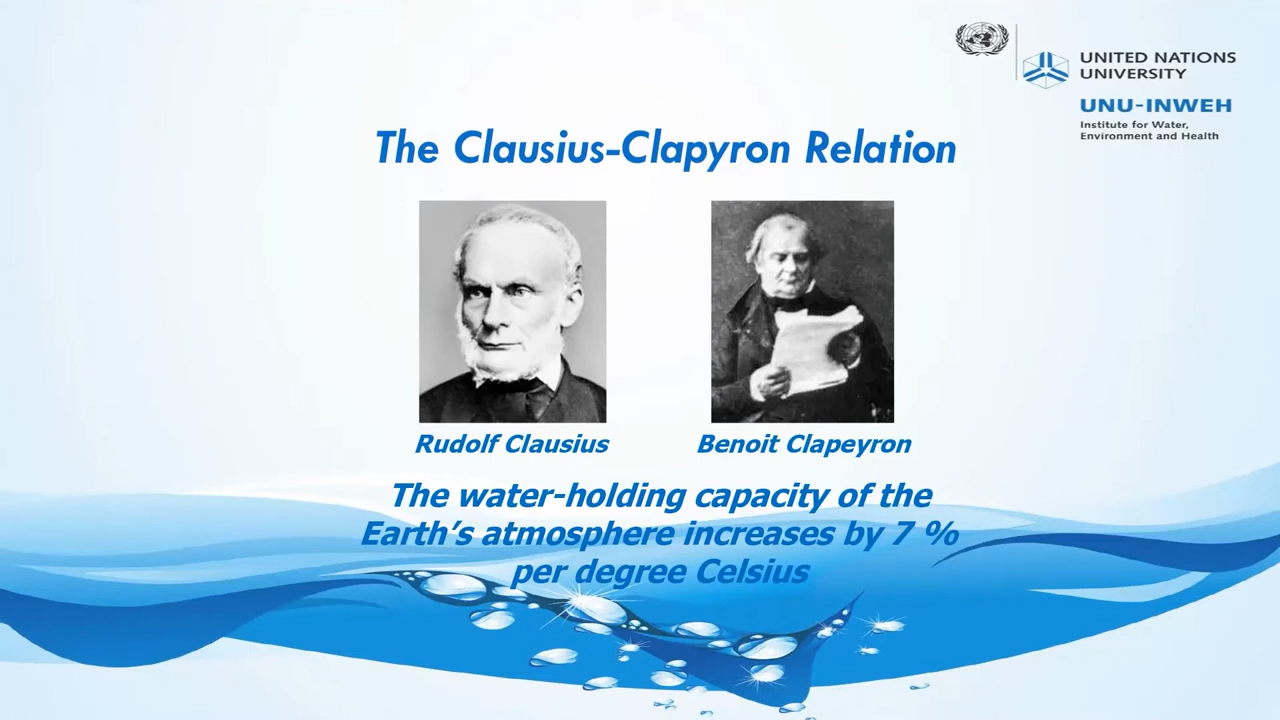 UNITED NATIONS
UNIVERSITY
UNU-INWEH
Institute for Water,
Environment and Health
The Clausius-Clapyron Relation
Rudolf Clausius
Benoit Clapeyron
The water-holding capacity of the
Earth’s atmosphere increases by 7 %
per degree Celsius